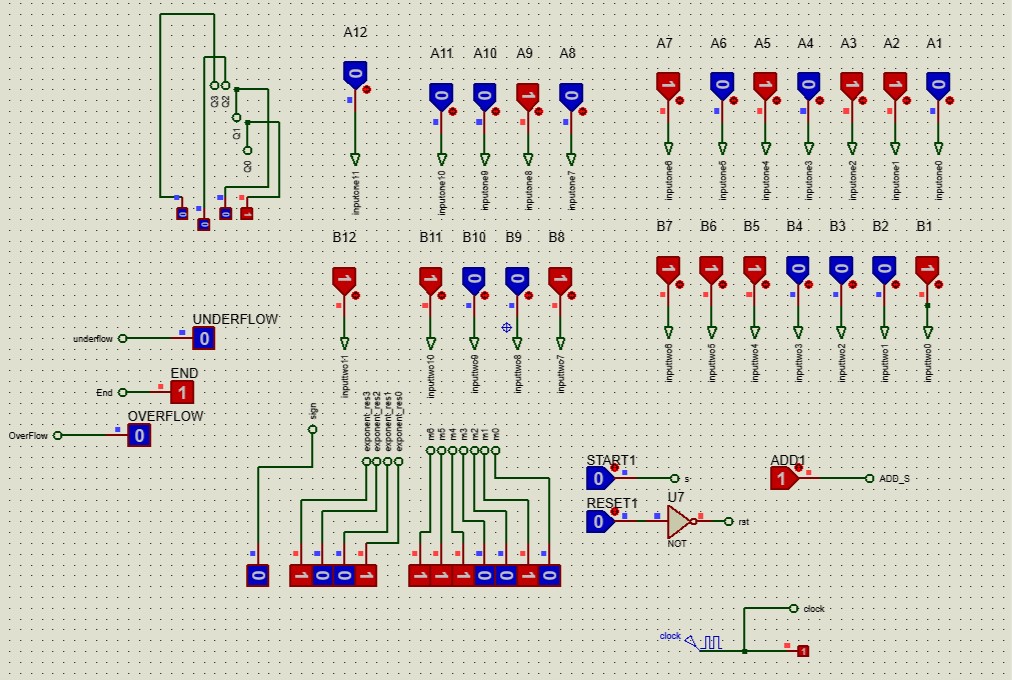 A12 A11 A10 A9 A8 A7 A6 A5 A4 A3 A2 A1
0 0 0 1 0 1 0 1 0 1 1 0
Q3 Q2 Q1 Q0
0 0 0 1
inputone11 inputone10 inputone9 inputone8 inputone7 inputone6 inputone5 inputone4 inputone3 inputone2 inputone1 inputone0
B12 B11 B10 B9 B8 B7 B6 B5 B4 B3 B2 B1
1 1 0 0 1 1 1 1 0 0 0 1
inputtwo11 inputtwo10 inputtwo9 inputtwo8 inputtwo7 inputtwo6 inputtwo5 inputtwo4 inputtwo3 inputtwo2 inputtwo1 inputtwo0
UNDERFLOW
underflow 0
END
End 1
OVERFLOW
OverFlow 0
sign exponent_res3 exponent_res2 exponent_res1 exponent_res0 m6 m5 m4 m3 m2 m1 m0
0 1 0 0 1 1 1 1 0 0 1 0
START1
0 s
ADD1
1 ADD_S
RESET1 U7
0 rst
NOT
clock
clock 1